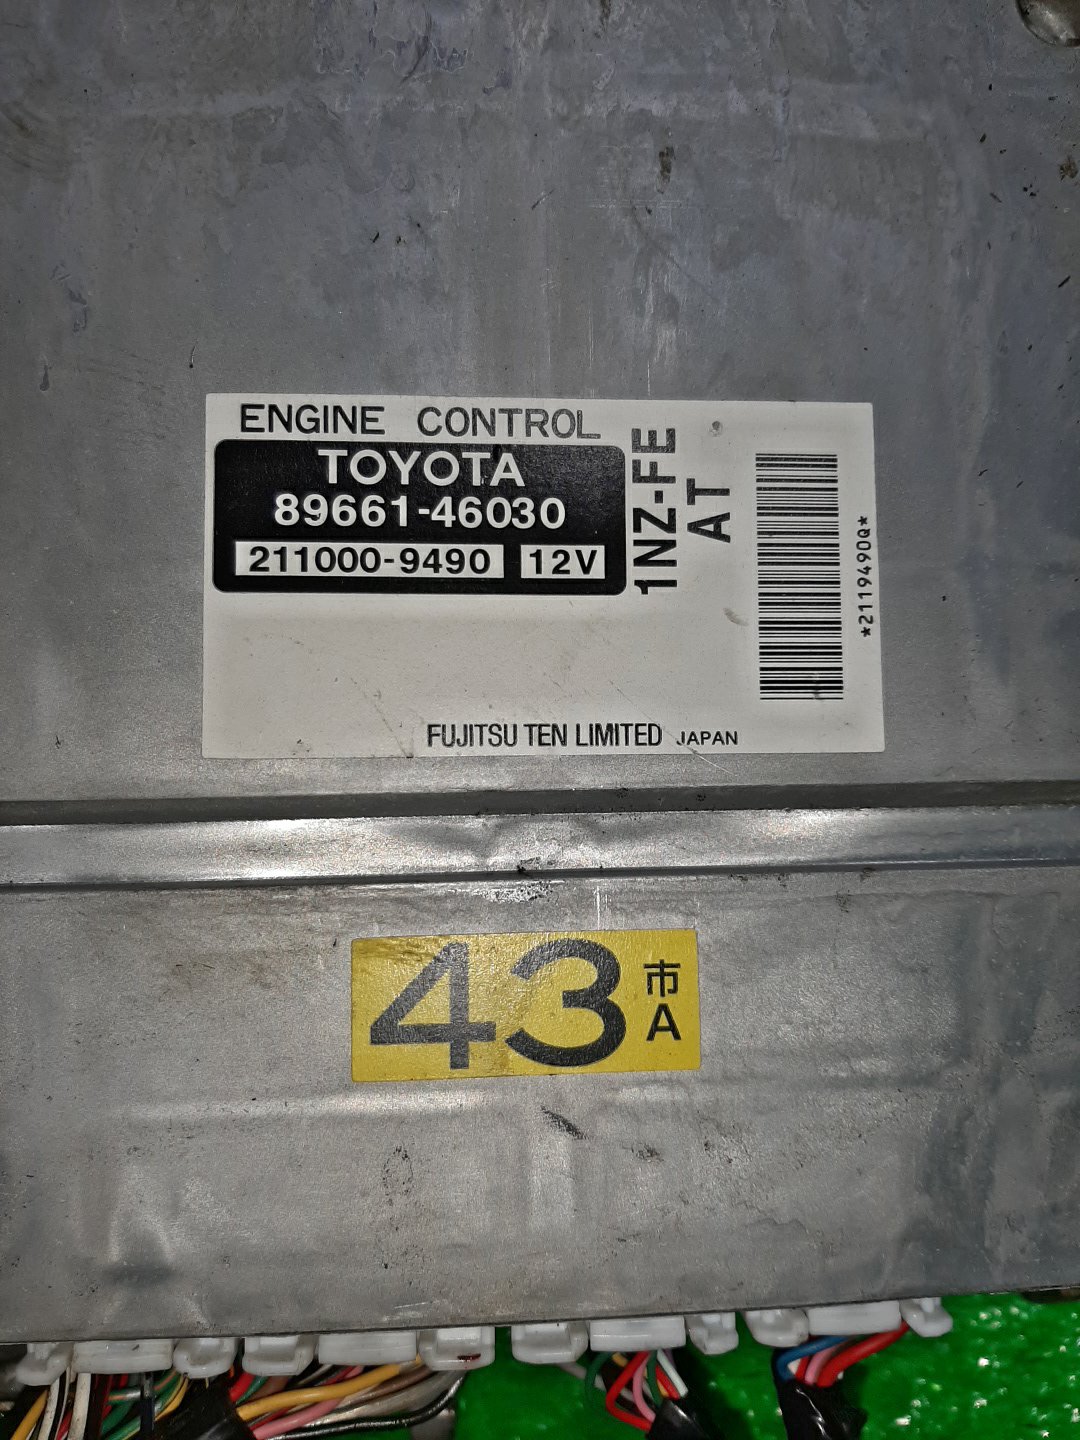 ENGINE CONTROL
TOYOTA
89661-46030
211000-9490 12V
1NZ-FE
AT
*2119490Q*
FUJITSU TEN LIMITED JAPAN
43
市
A